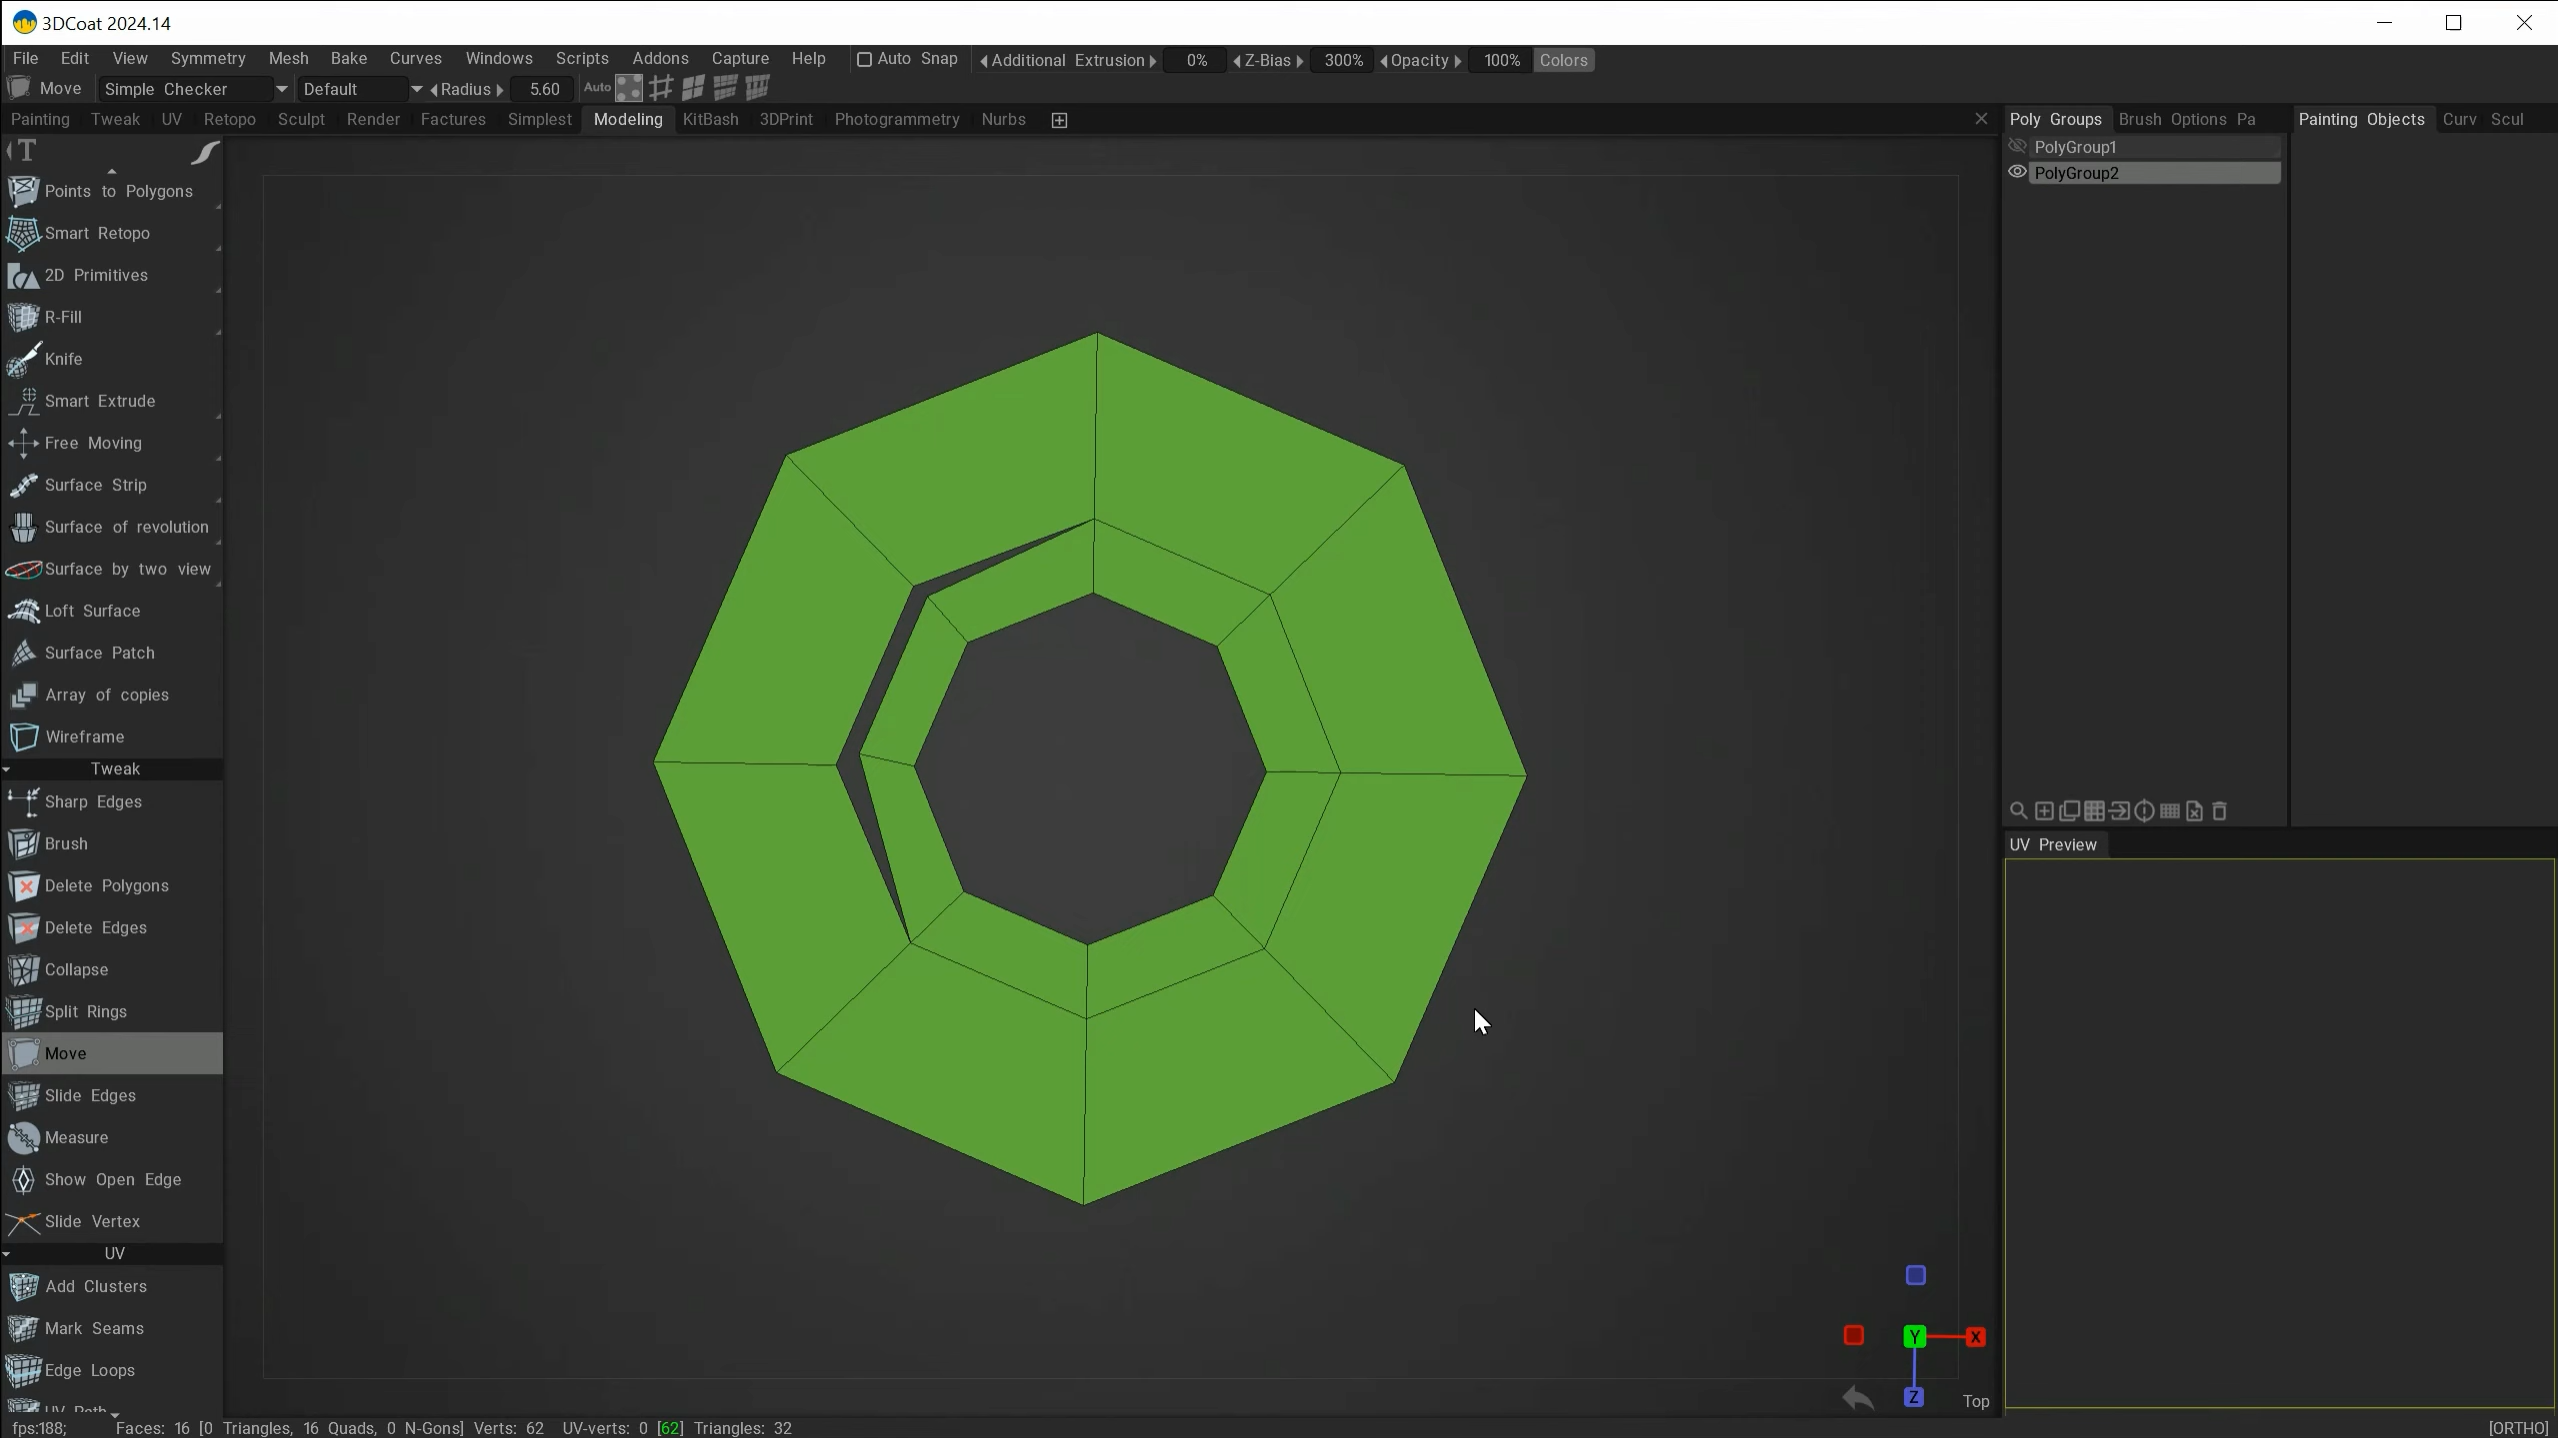 3DCoat 2024.14
File Edit View Symmetry Mesh Bake Curves Windows Scripts Addons Capture Help Auto Snap Additional Extrusion 0% Z-Bias 300% Opacity 100% Colors
Move Simple Checker Default Radius 5.60 Auto
Painting Tweak UV Retopo Sculpt Render Factures Simplest Modeling KitBash 3DPrint Photogrammetry Nurbs
Poly Groups Brush Options Pa
Painting Objects Curv Scul
PolyGroup1
PolyGroup2
T
Points to Polygons
Smart Retopo
2D Primitives
R-Fill
Knife
Smart Extrude
Free Moving
Surface Strip
Surface of revolution
Surface by two view
Loft Surface
Surface Patch
Array of copies
Wireframe
Tweak
Sharp Edges
Brush
Delete Polygons
Delete Edges
Collapse
Split Rings
Move
Slide Edges
Measure
Show Open Edge
Slide Vertex
UV
Add Clusters
Mark Seams
Edge Loops
UV Preview
Y X
Z
Top
fps:188; Faces: 16 [0 Triangles, 16 Quads, 0 N-Gons] Verts: 62 UV-verts: 0 [62] Triangles: 32
[ORTHO]